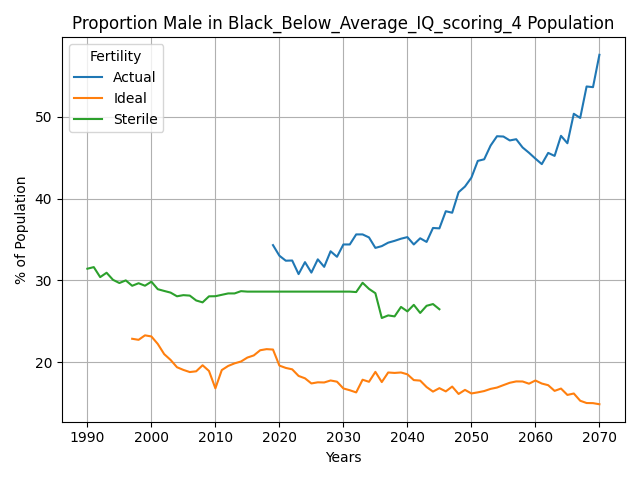 Proportion Male in Black_Below_Average_IQ_scoring_4 Population
Fertility
Actual
Ideal
Sterile
% of Population
50
40
30
20
1990 2000 2010 2020 2030 2040 2050 2060 2070
Years